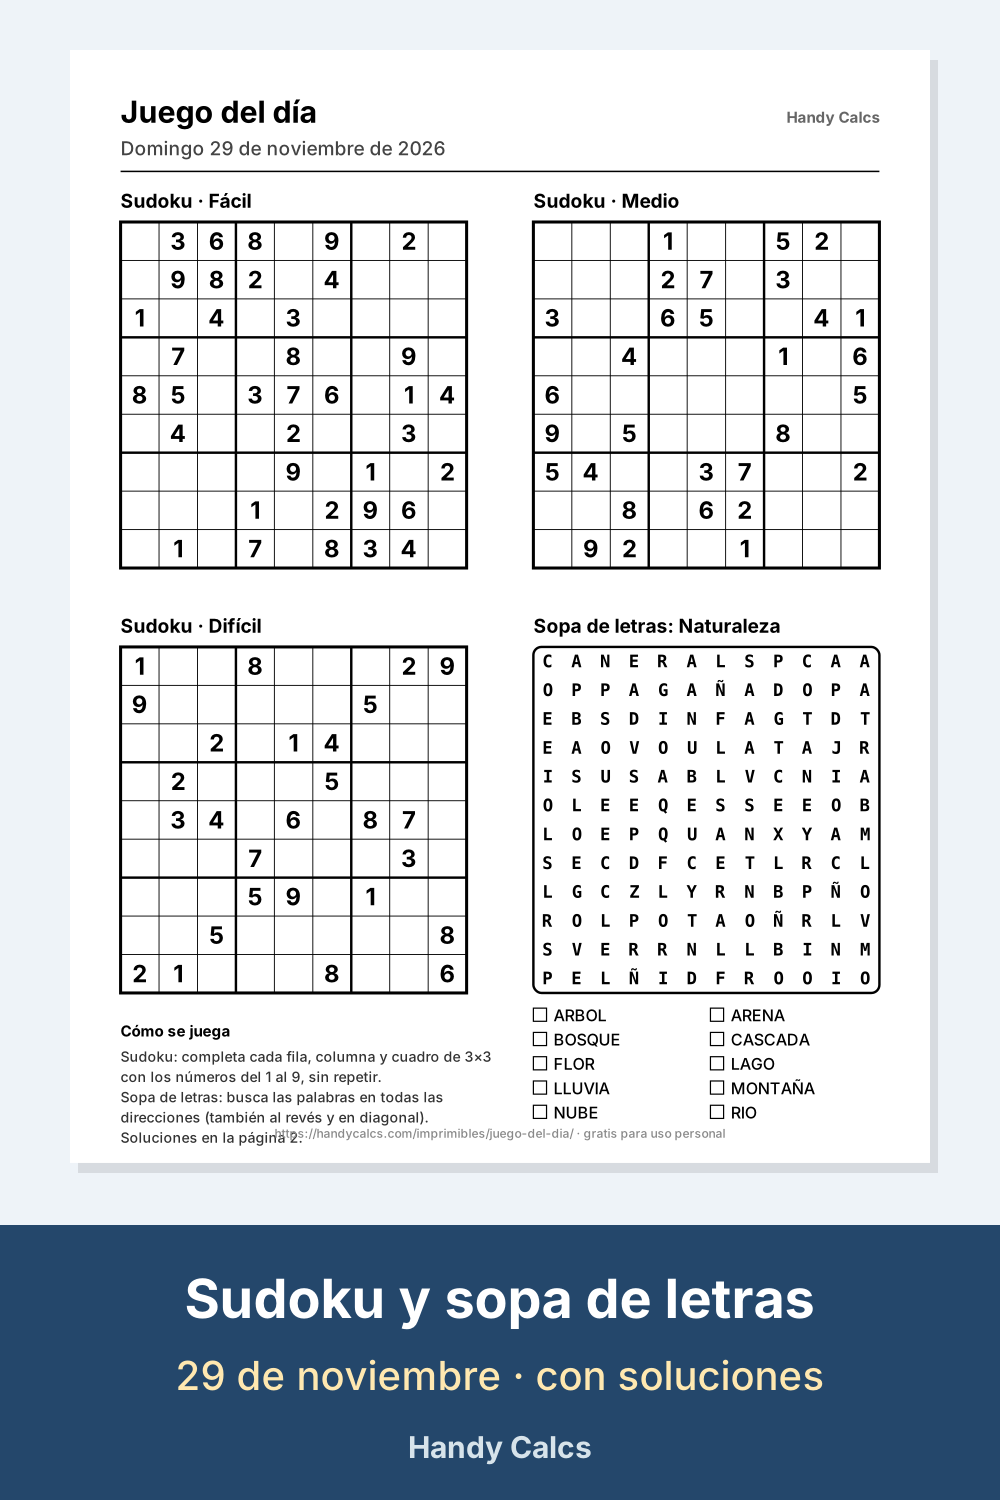 Juego del día
Handy Calcs
Domingo 29 de noviembre de 2026
Sudoku · Fácil
3 6 8 9 2
9 8 2 4
1 4 3
7 8 9
8 5 3 7 6 1 4
4 2 3
9 1 2
1 2 9 6
1 7 8 3 4
Sudoku · Medio
1 5 2
2 7 3
3 6 5 4 1
4 1 6
6 5
9 5 8
5 4 3 7 2
8 6 2
9 2 1
Sudoku · Difícil
1 8 2 9
9 5
2 1 4
2 5
3 4 6 8 7
7 3
5 9 1
5 8
2 1 8 6
Sopa de letras: Naturaleza
C A N E R A L S P C A A
O P P A G A Ñ A D O P A
E B S D I N F A G T D T
E A O V O U L A T A J R
I S U S A B L V C N I A
O L E E Q E S S E E O B
L O E P Q U A N X Y A M
S E C D F C E T L R C L
L G C Z L Y R N B P Ñ O
R O L P O T A O Ñ R L V
S V E R R N L L B I N M
P E L Ñ I D F R O O I O
ARBOL ARENA
BOSQUE CASCADA
FLOR LAGO
LLUVIA MONTAÑA
NUBE RIO
Cómo se juega
Sudoku: completa cada fila, columna y cuadro de 3×3
con los números del 1 al 9, sin repetir.
Sopa de letras: busca las palabras en todas las
direcciones (también al revés y en diagonal).
Soluciones en la página 2.
https://handycalcs.com/imprimibles/juego-del-dia/ · gratis para uso personal
Sudoku y sopa de letras
29 de noviembre · con soluciones
Handy Calcs